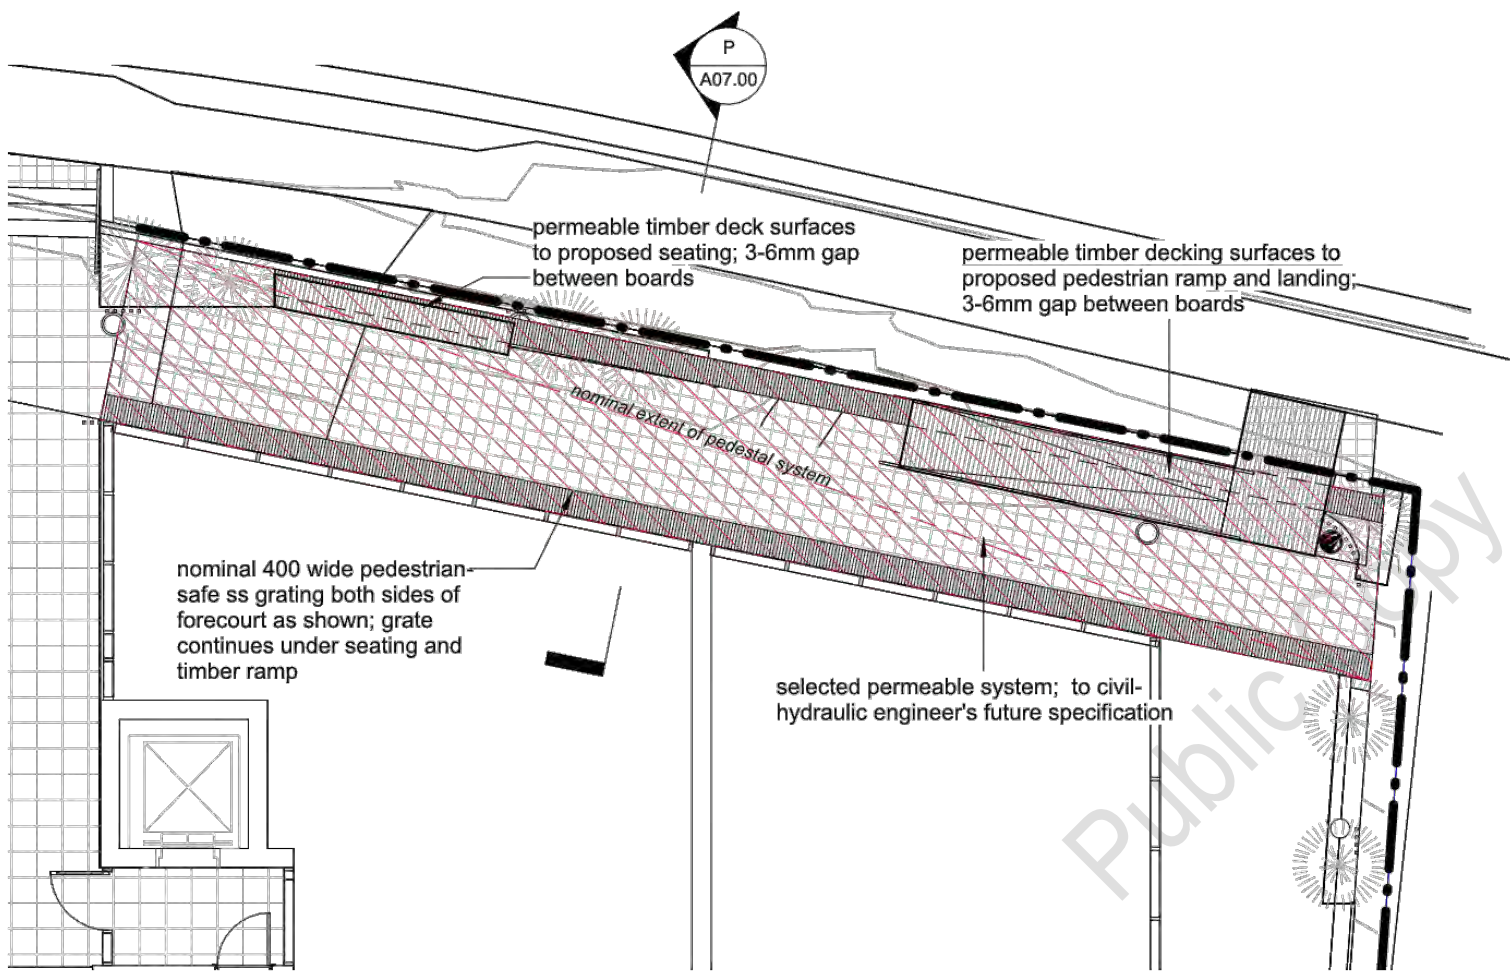 P
A07.00
permeable timber deck surfaces
to proposed seating; 3-6mm gap
between boards
permeable timber decking surfaces to
proposed pedestrian ramp and landing;
3-6mm gap between boards
nominal extent of pedestal system
nominal 400 wide pedestrian-
safe ss grating both sides of
forecourt as shown; grate
continues under seating and
timber ramp
selected permeable system; to civil-
hydraulic engineer's future specification
Public Copy